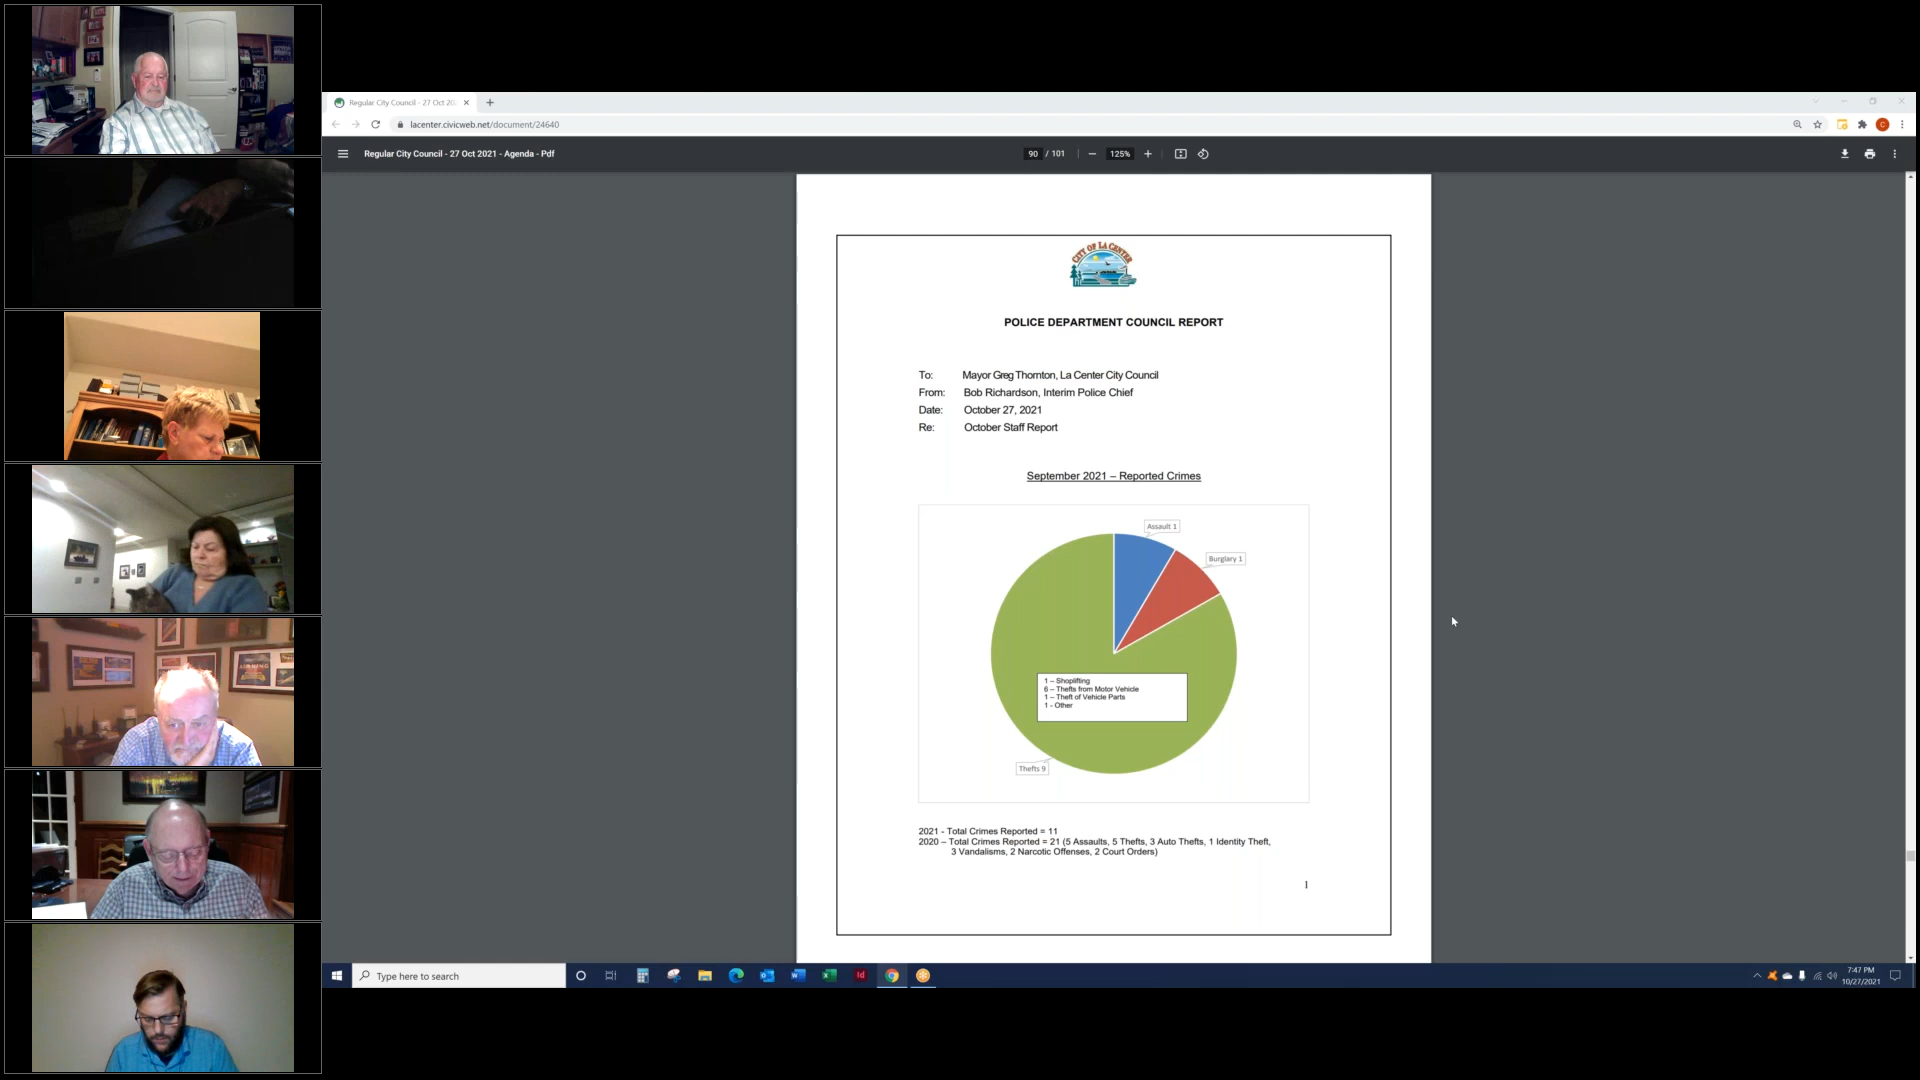 Regular City Council - 27 Oct 20
lacenter.civicweb.net/document/24640
Regular City Council - 27 Oct 2021 - Agenda - Pdf
90 / 101
125%
CITY OF LA CENTER
POLICE DEPARTMENT COUNCIL REPORT
To: Mayor Greg Thornton, La Center City Council
From: Bob Richardson, Interim Police Chief
Date: October 27, 2021
Re: October Staff Report
September 2021 – Reported Crimes
Assault 1
Burglary 1
1 – Shoplifting
6 – Thefts from Motor Vehicle
1 – Theft of Vehicle Parts
1 - Other
Thefts 9
2021 - Total Crimes Reported = 11
2020 – Total Crimes Reported = 21 (5 Assaults, 5 Thefts, 3 Auto Thefts, 1 Identity Theft,
3 Vandalisms, 2 Narcotic Offenses, 2 Court Orders)
1
Type here to search
7:47 PM
10/27/2021